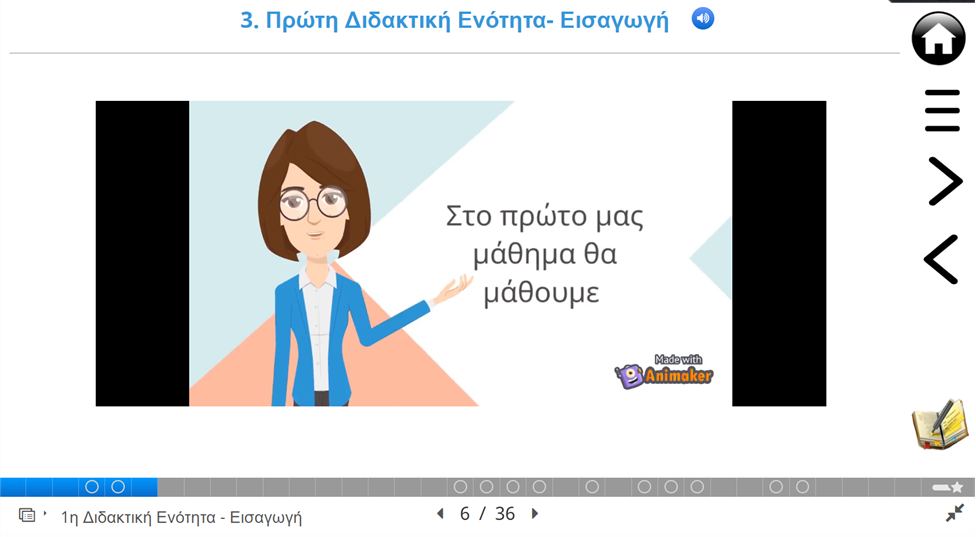 3. Πρώτη Διδακτική Ενότητα- Εισαγωγή
Στο πρώτο μας
μάθημα θα
μάθουμε
Made with
Animaker
1η Διδακτική Ενότητα - Εισαγωγή
6 / 36